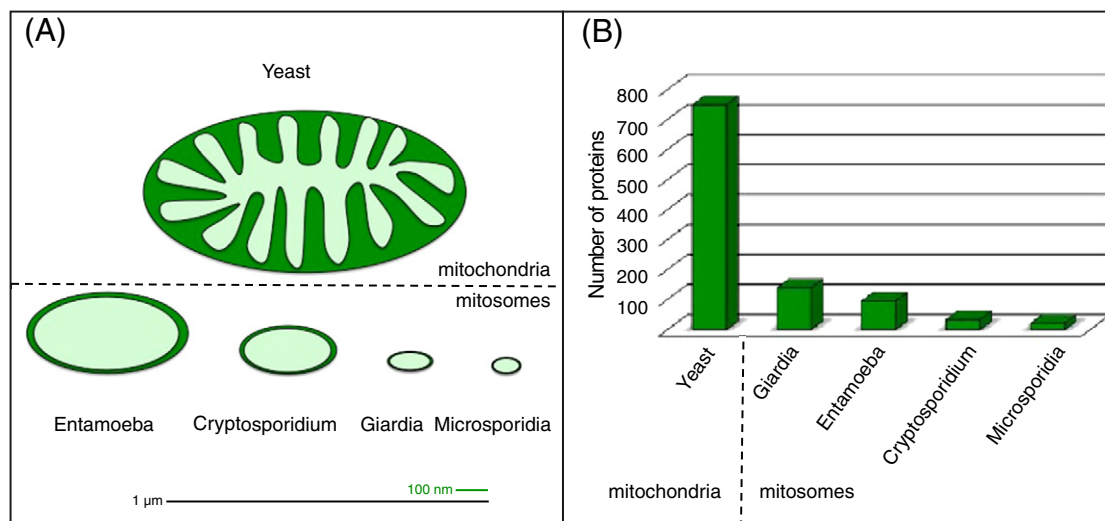 (A)
Yeast
mitochondria
mitosomes
Entamoeba
Cryptosporidium
Giardia
Microsporidia
100 nm
1 µm
(B)
Number of proteins
800
700
600
500
400
300
200
100
Yeast
Giardia
Entamoeba
Cryptosporidium
Microsporidia
mitochondria
mitosomes